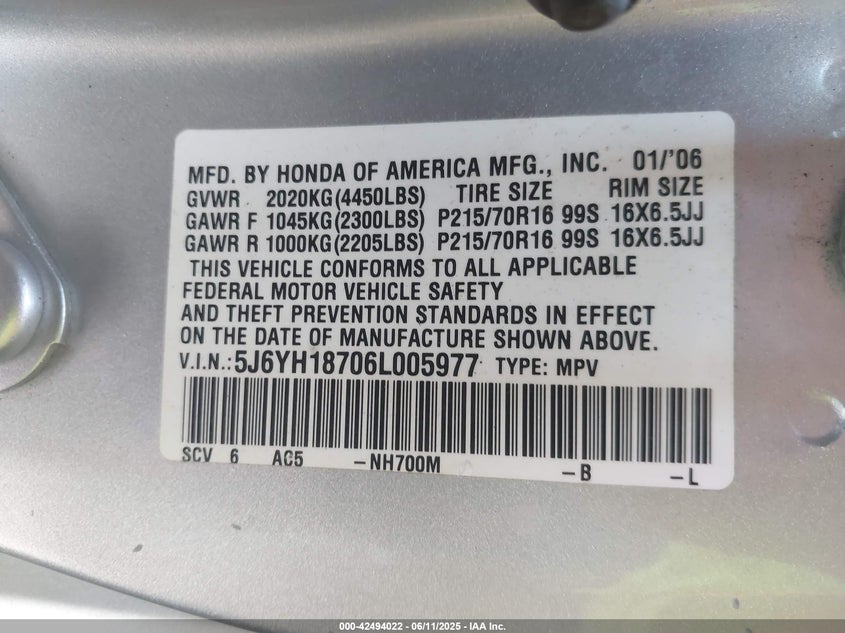 MFD. BY HONDA OF AMERICA MFG., INC. 01/'06
GVWR 2020KG(4450LBS) TIRE SIZE RIM SIZE
GAWR F 1045KG(2300LBS) P215/70R16 99S 16X6.5JJ
GAWR R 1000KG(2205LBS) P215/70R16 99S 16X6.5JJ
THIS VEHICLE CONFORMS TO ALL APPLICABLE
FEDERAL MOTOR VEHICLE SAFETY
AND THEFT PREVENTION STANDARDS IN EFFECT
ON THE DATE OF MANUFACTURE SHOWN ABOVE.
V.I.N.:5J6YH18706L005977 TYPE: MPV
SCV 6 A05 -NH700M -B -L
000-42494022 - 06/11/2025 - IAA Inc.